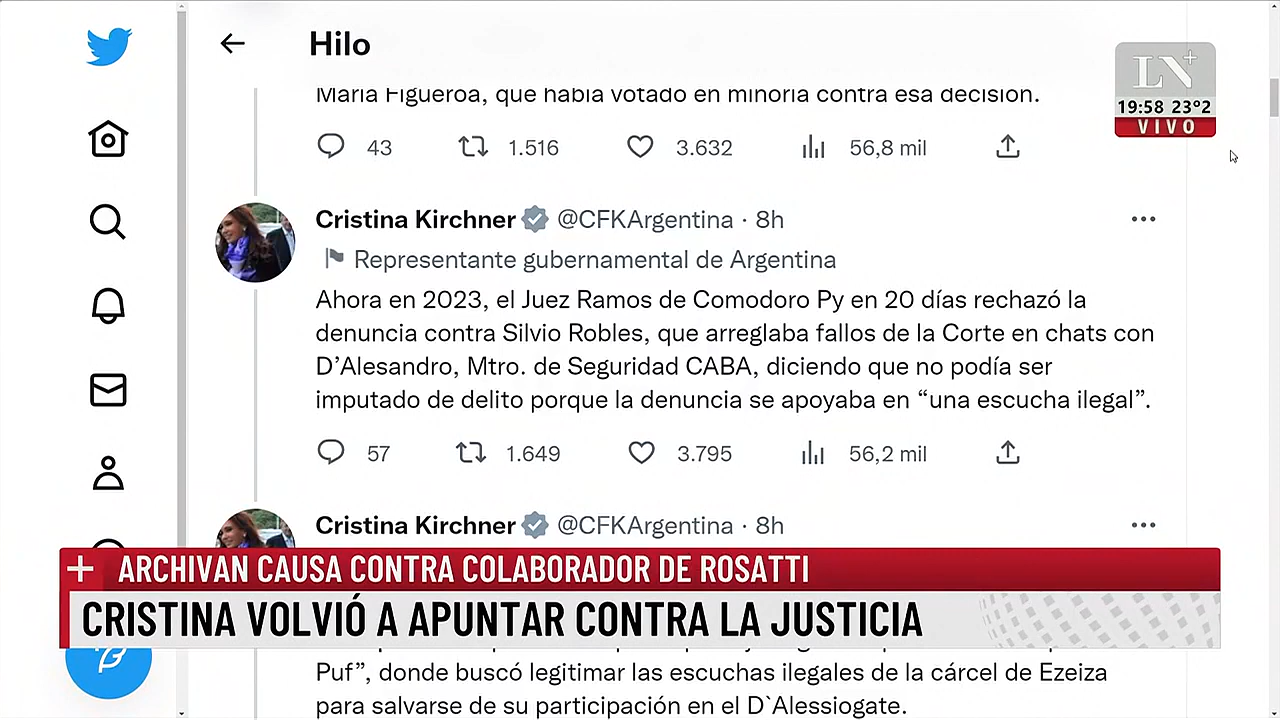 Hilo
LN+
19:58 23º2
VIVO
María Figueroa, que había votado en minoría contra esa decisión.
43 1.516 3.632 56,8 mil
Cristina Kirchner @CFKArgentina · 8h
Representante gubernamental de Argentina
Ahora en 2023, el Juez Ramos de Comodoro Py en 20 días rechazó la
denuncia contra Silvio Robles, que arreglaba fallos de la Corte en chats con
D’Alesandro, Mtro. de Seguridad CABA, diciendo que no podía ser
imputado de delito porque la denuncia se apoyaba en “una escucha ilegal”.
57 1.649 3.795 56,2 mil
Cristina Kirchner @CFKArgentina · 8h
+ ARCHIVAN CAUSA CONTRA COLABORADOR DE ROSATTI
CRISTINA VOLVIÓ A APUNTAR CONTRA LA JUSTICIA
Puf”, donde buscó legitimar las escuchas ilegales de la cárcel de Ezeiza
para salvarse de su participación en el D`Alessiogate.